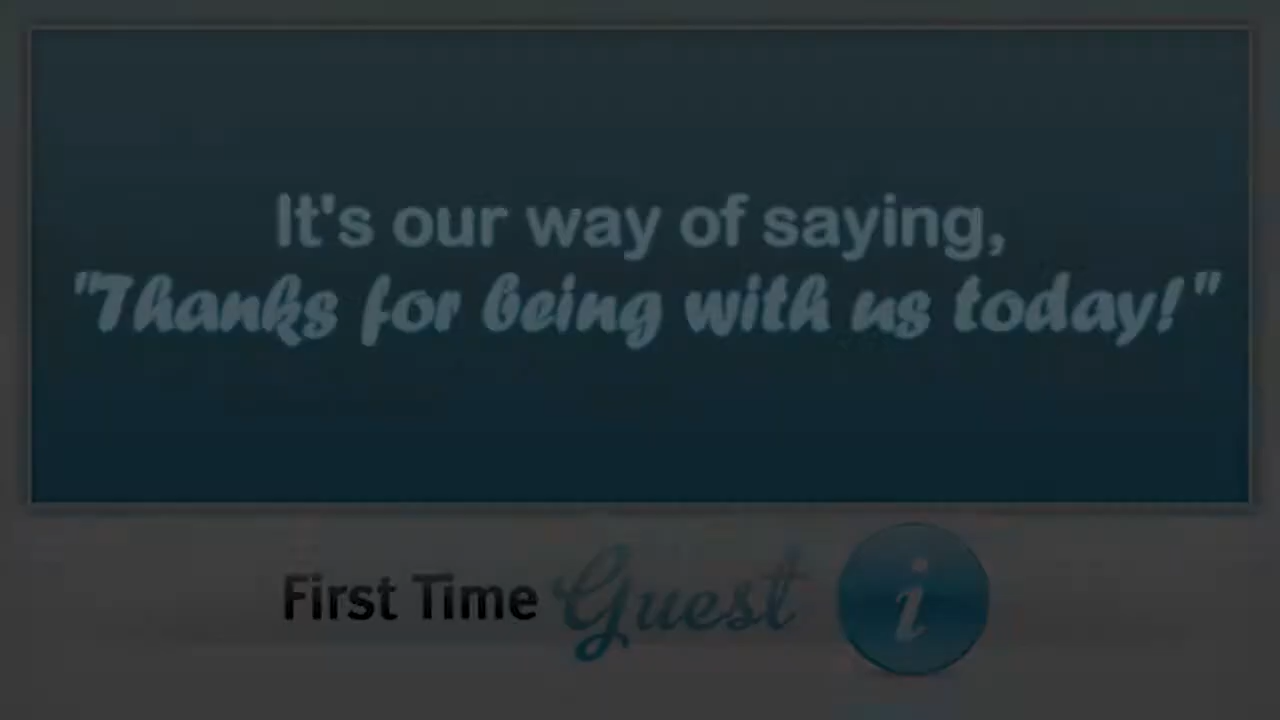 It's our way of saying,
"Thanks for being with us today!"
First Time Guest i